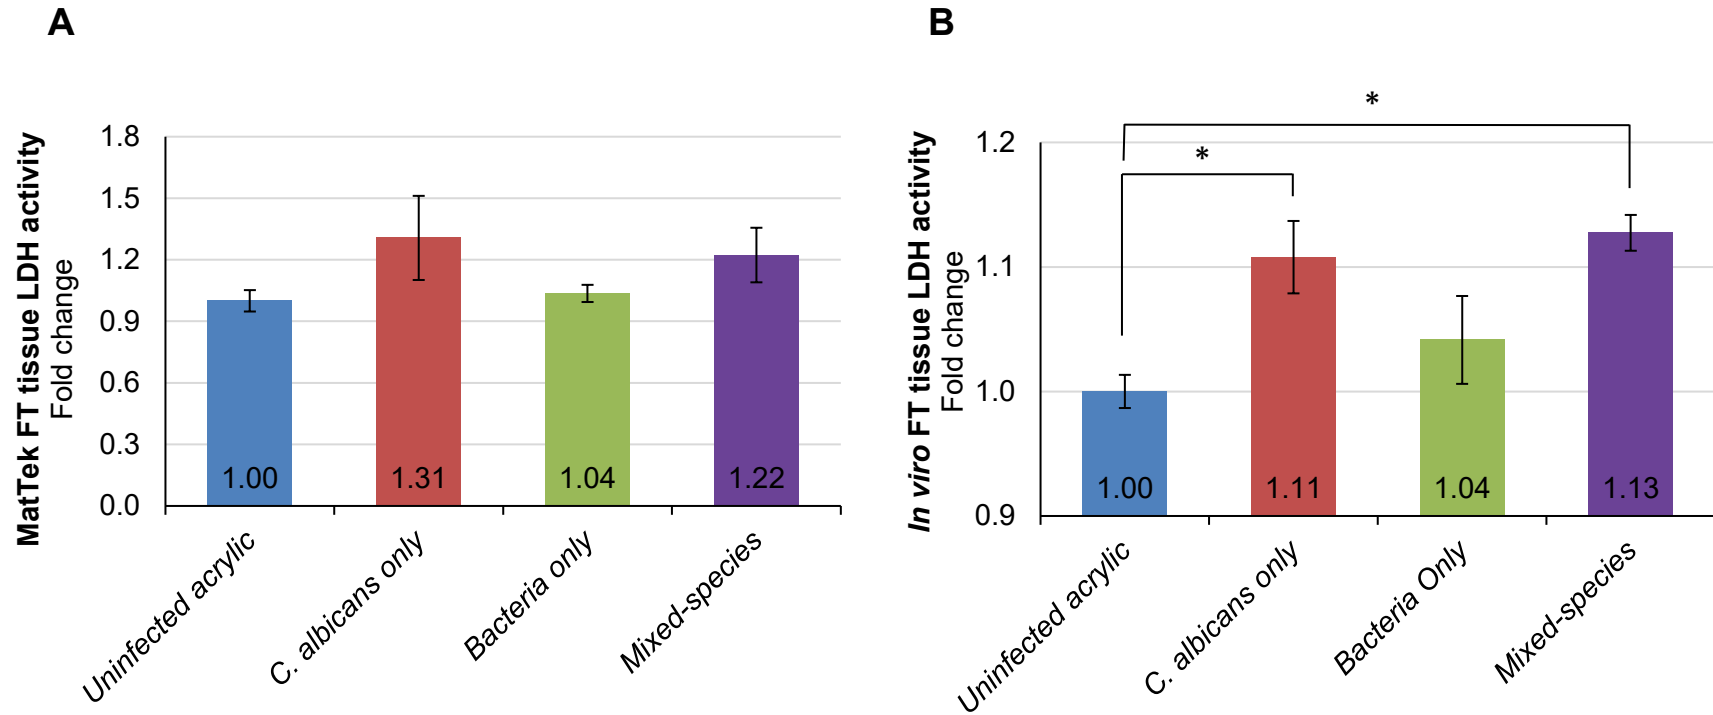 A
MatTek FT tissue LDH activity
Fold change
1.8
1.5
1.2
0.9
0.6
0.3
0.0
1.00
1.31
1.04
1.22
Uninfected acrylic
C. albicans only
Bacteria only
Mixed-species
B
In viro FT tissue LDH activity
Fold change
1.2
1.1
1.0
0.9
*
*
1.00
1.11
1.04
1.13
Uninfected acrylic
C. albicans only
Bacteria Only
Mixed-species